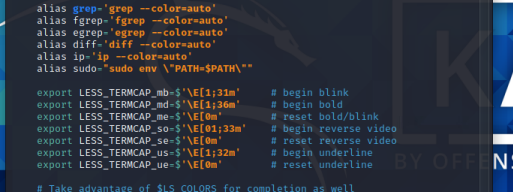 alias grep='grep --color=auto'
alias fgrep='fgrep --color=auto'
alias egrep='egrep --color=auto'
alias diff='diff --color=auto'
alias ip='ip --color=auto'
alias sudo="sudo env \"PATH=$PATH\""
export LESS_TERMCAP_mb=$'\E[1;31m'     # begin blink
export LESS_TERMCAP_md=$'\E[1;36m'     # begin bold
export LESS_TERMCAP_me=$'\E[0m'        # reset bold/blink
export LESS_TERMCAP_so=$'\E[01;33m'    # begin reverse video
export LESS_TERMCAP_se=$'\E[0m'        # reset reverse video
export LESS_TERMCAP_us=$'\E[1;32m'     # begin underline
export LESS_TERMCAP_ue=$'\E[0m'        # reset underline
# Take advantage of $LS_COLORS for completion as well
K
BY OFFENS